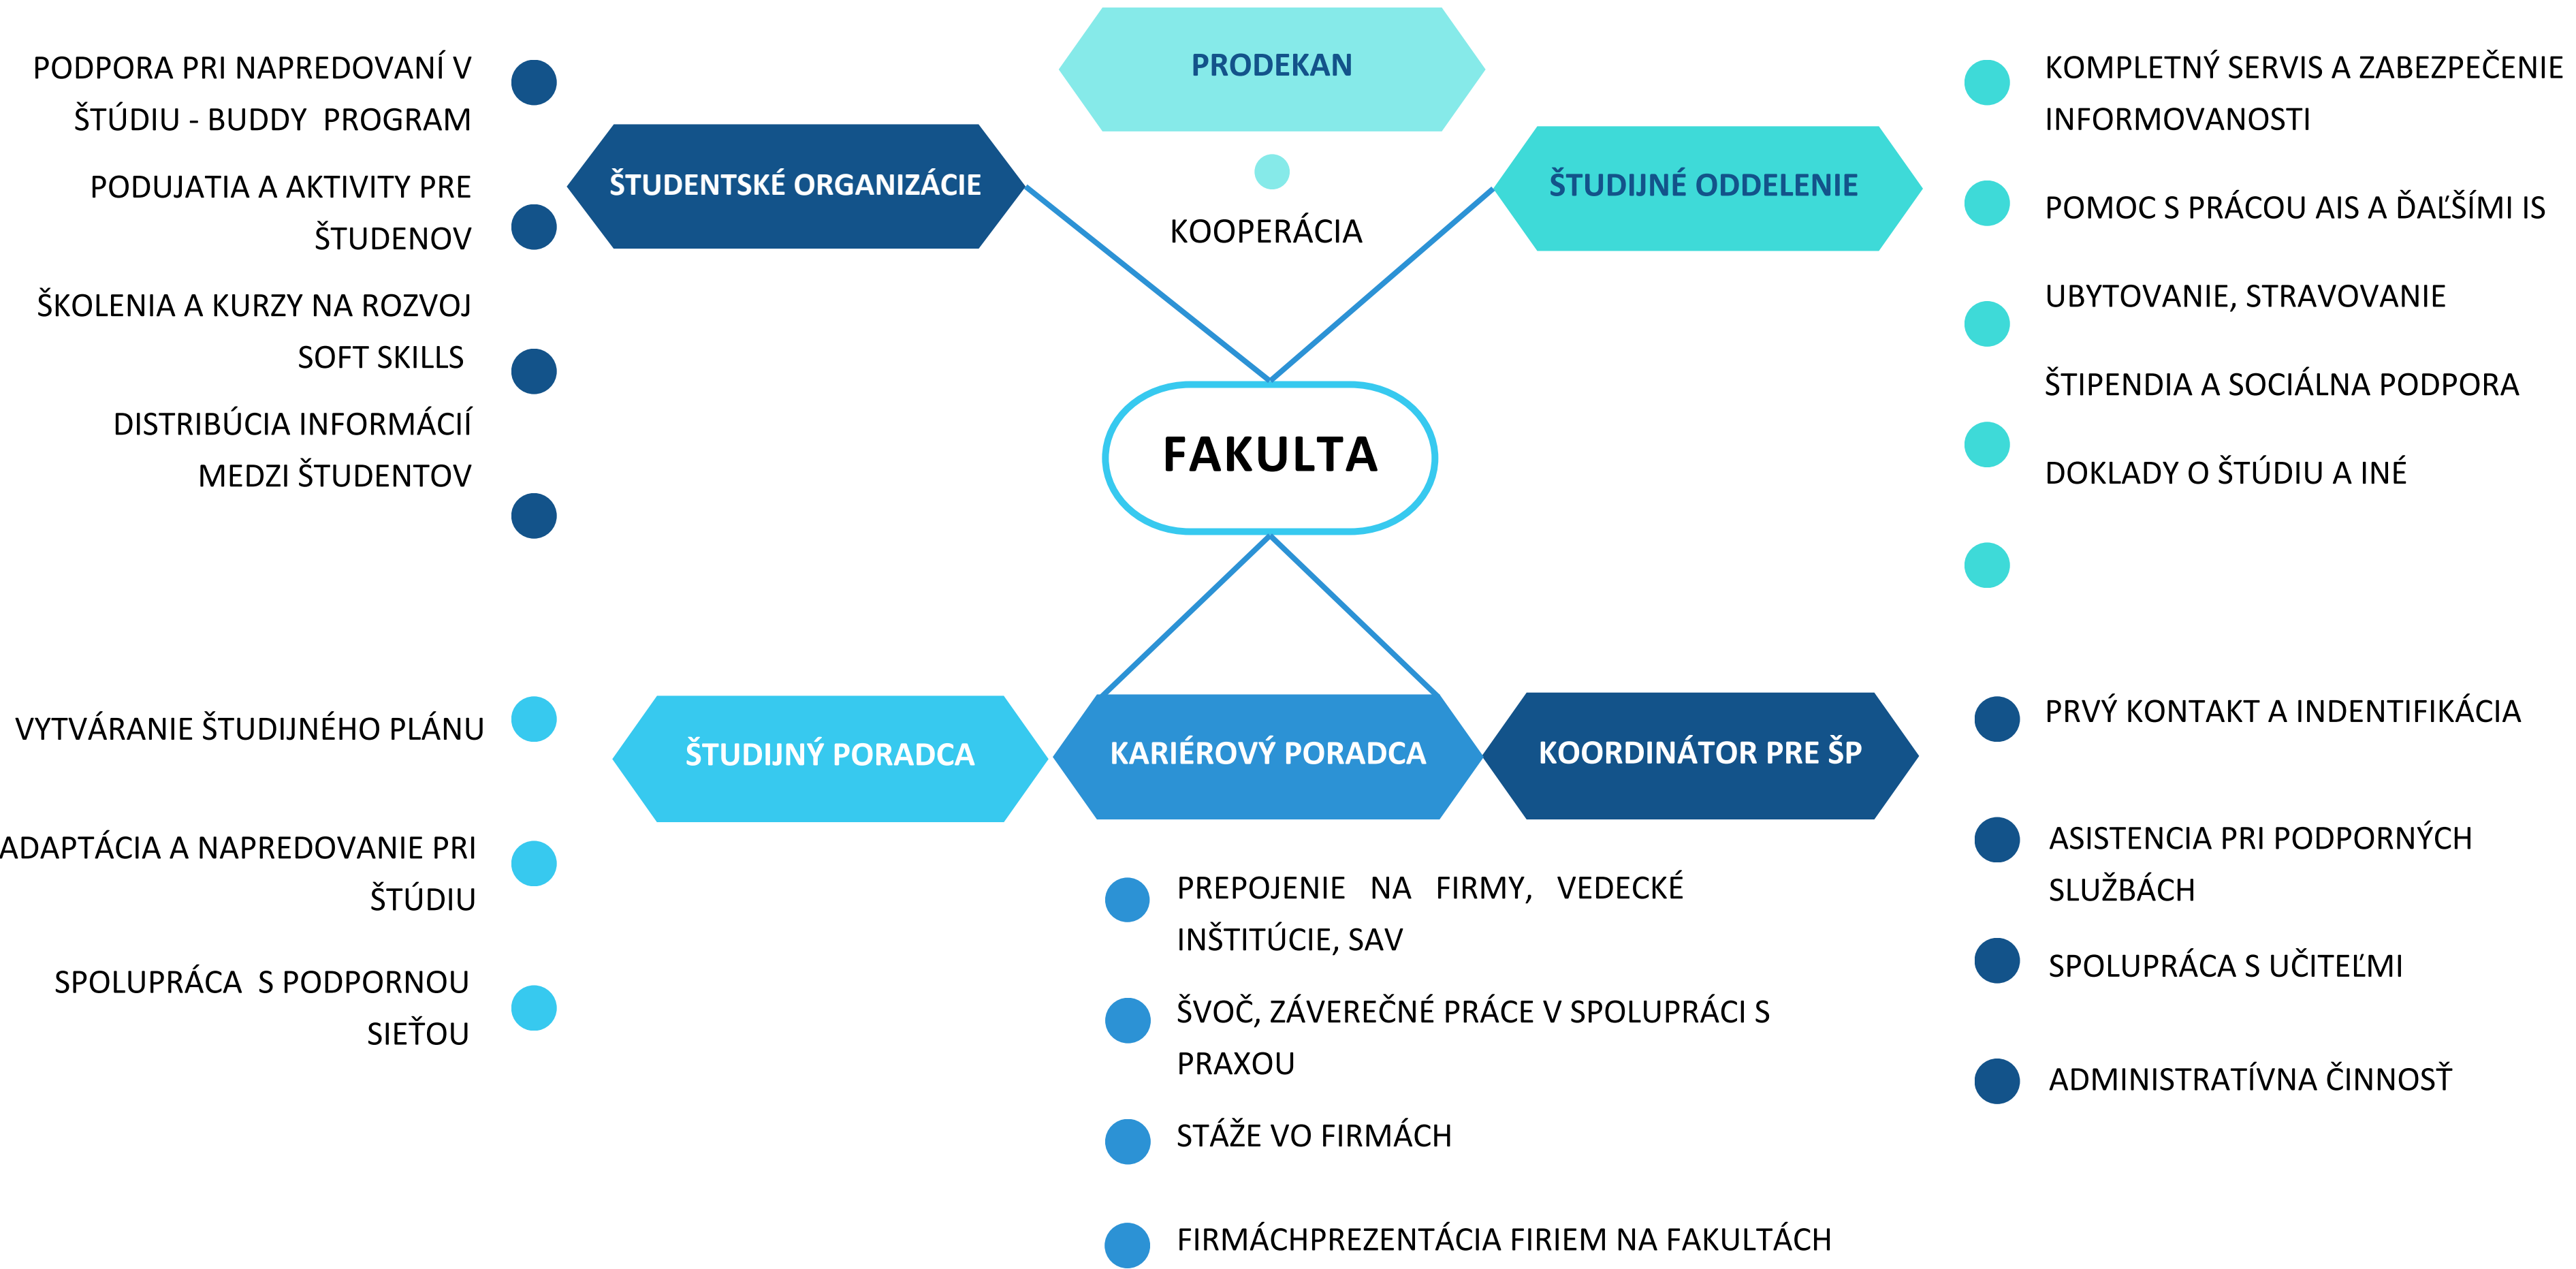 PRODEKAN
KOOPERÁCIA
ŠTUDENTSKÉ ORGANIZÁCIE
PODPORA PRI NAPREDOVANÍ V
ŠTÚDIU - BUDDY PROGRAM
PODUJATIA A AKTIVITY PRE
ŠTUDENOV
ŠKOLENIA A KURZY NA ROZVOJ
SOFT SKILLS
DISTRIBÚCIA INFORMÁCIÍ
MEDZI ŠTUDENTOV
ŠTUDIJNÉ ODDELENIE
KOMPLETNÝ SERVIS A ZABEZPEČENIE
INFORMOVANOSTI
POMOC S PRÁCOU AIS A ĎAĽŠÍMI IS
UBYTOVANIE, STRAVOVANIE
ŠTIPENDIA A SOCIÁLNA PODPORA
DOKLADY O ŠTÚDIU A INÉ
FAKULTA
ŠTUDIJNÝ PORADCA
VYTVÁRANIE ŠTUDIJNÉHO PLÁNU
ADAPTÁCIA A NAPREDOVANIE PRI
ŠTÚDIU
SPOLUPRÁCA S PODPORNOU
SIEŤOU
KARIÉROVÝ PORADCA
PREPOJENIE NA FIRMY, VEDECKÉ
INŠTITÚCIE, SAV
ŠVOČ, ZÁVEREČNÉ PRÁCE V SPOLUPRÁCI S
PRAXOU
STÁŽE VO FIRMÁCH
FIRMÁCHPREZENTÁCIA FIRIEM NA FAKULTÁCH
KOORDINÁTOR PRE ŠP
PRVÝ KONTAKT A INDENTIFIKÁCIA
ASISTENCIA PRI PODPORNÝCH
SLUŽBÁCH
SPOLUPRÁCA S UČITEĽMI
ADMINISTRATÍVNA ČINNOSŤ